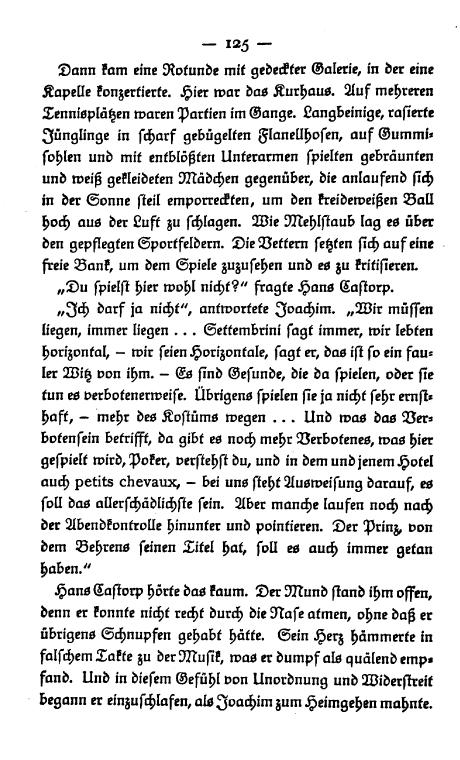 — 125 —
Dann kam eine Rotunde mit gedeckter Galerie, in der eine
Kapelle konzertierte. Hier war das Kurhaus. Auf mehreren
Tennisplätzen waren Partien im Gange. Langbeinige, rasierte
Jünglinge in scharf gebügelten Flanellhosen, auf Gummi-
sohlen und mit entblößten Unterarmen spielten gebräunten
und weiß gekleideten Mädchen gegenüber, die anlaufend sich
in der Sonne steil emporreckten, um den kreideweißen Ball
hoch aus der Luft zu schlagen. Wie Mehlstaub lag es über
den gepflegten Sportfeldern. Die Vettern setzten sich auf eine
freie Bank, um dem Spiele zuzusehen und es zu kritisieren.
„Du spielst hier wohl nicht?“ fragte Hans Castorp.
„Ich darf ja nicht“, antwortete Joachim. „Wir müssen
liegen, immer liegen . . . Settembrini sagt immer, wir lebten
horizontal, – wir seien Horizontale, sagt er, das ist so ein fau-
ler Witz von ihm. – Es sind Gesunde, die da spielen, oder sie
tun es verbotenerweise. Übrigens spielen sie ja nicht sehr ernst-
haft, – mehr des Kostüms wegen . . . Und was das Ver-
botensein betrifft, da gibt es noch mehr Verbotenes, was hier
gespielt wird, Poker, verstehst du, und in dem und jenem Hotel
auch petits chevaux, – bei uns steht Ausweisung darauf, es
soll das allerschädlichste sein. Aber manche laufen noch nach
der Abendkontrolle hinunter und pointieren. Der Prinz, von
dem Behrens seinen Titel hat, soll es auch immer getan
haben.“
Hans Castorp hörte das kaum. Der Mund stand ihm offen,
denn er konnte nicht recht durch die Nase atmen, ohne daß er
übrigens Schnupfen gehabt hätte. Sein Herz hämmerte in
falschem Takte zu der Musik, was er dumpf als quälend emp-
fand. Und in diesem Gefühl von Unordnung und Widerstreit
begann er einzuschlafen, als Joachim zum Heimgehen mahnte.